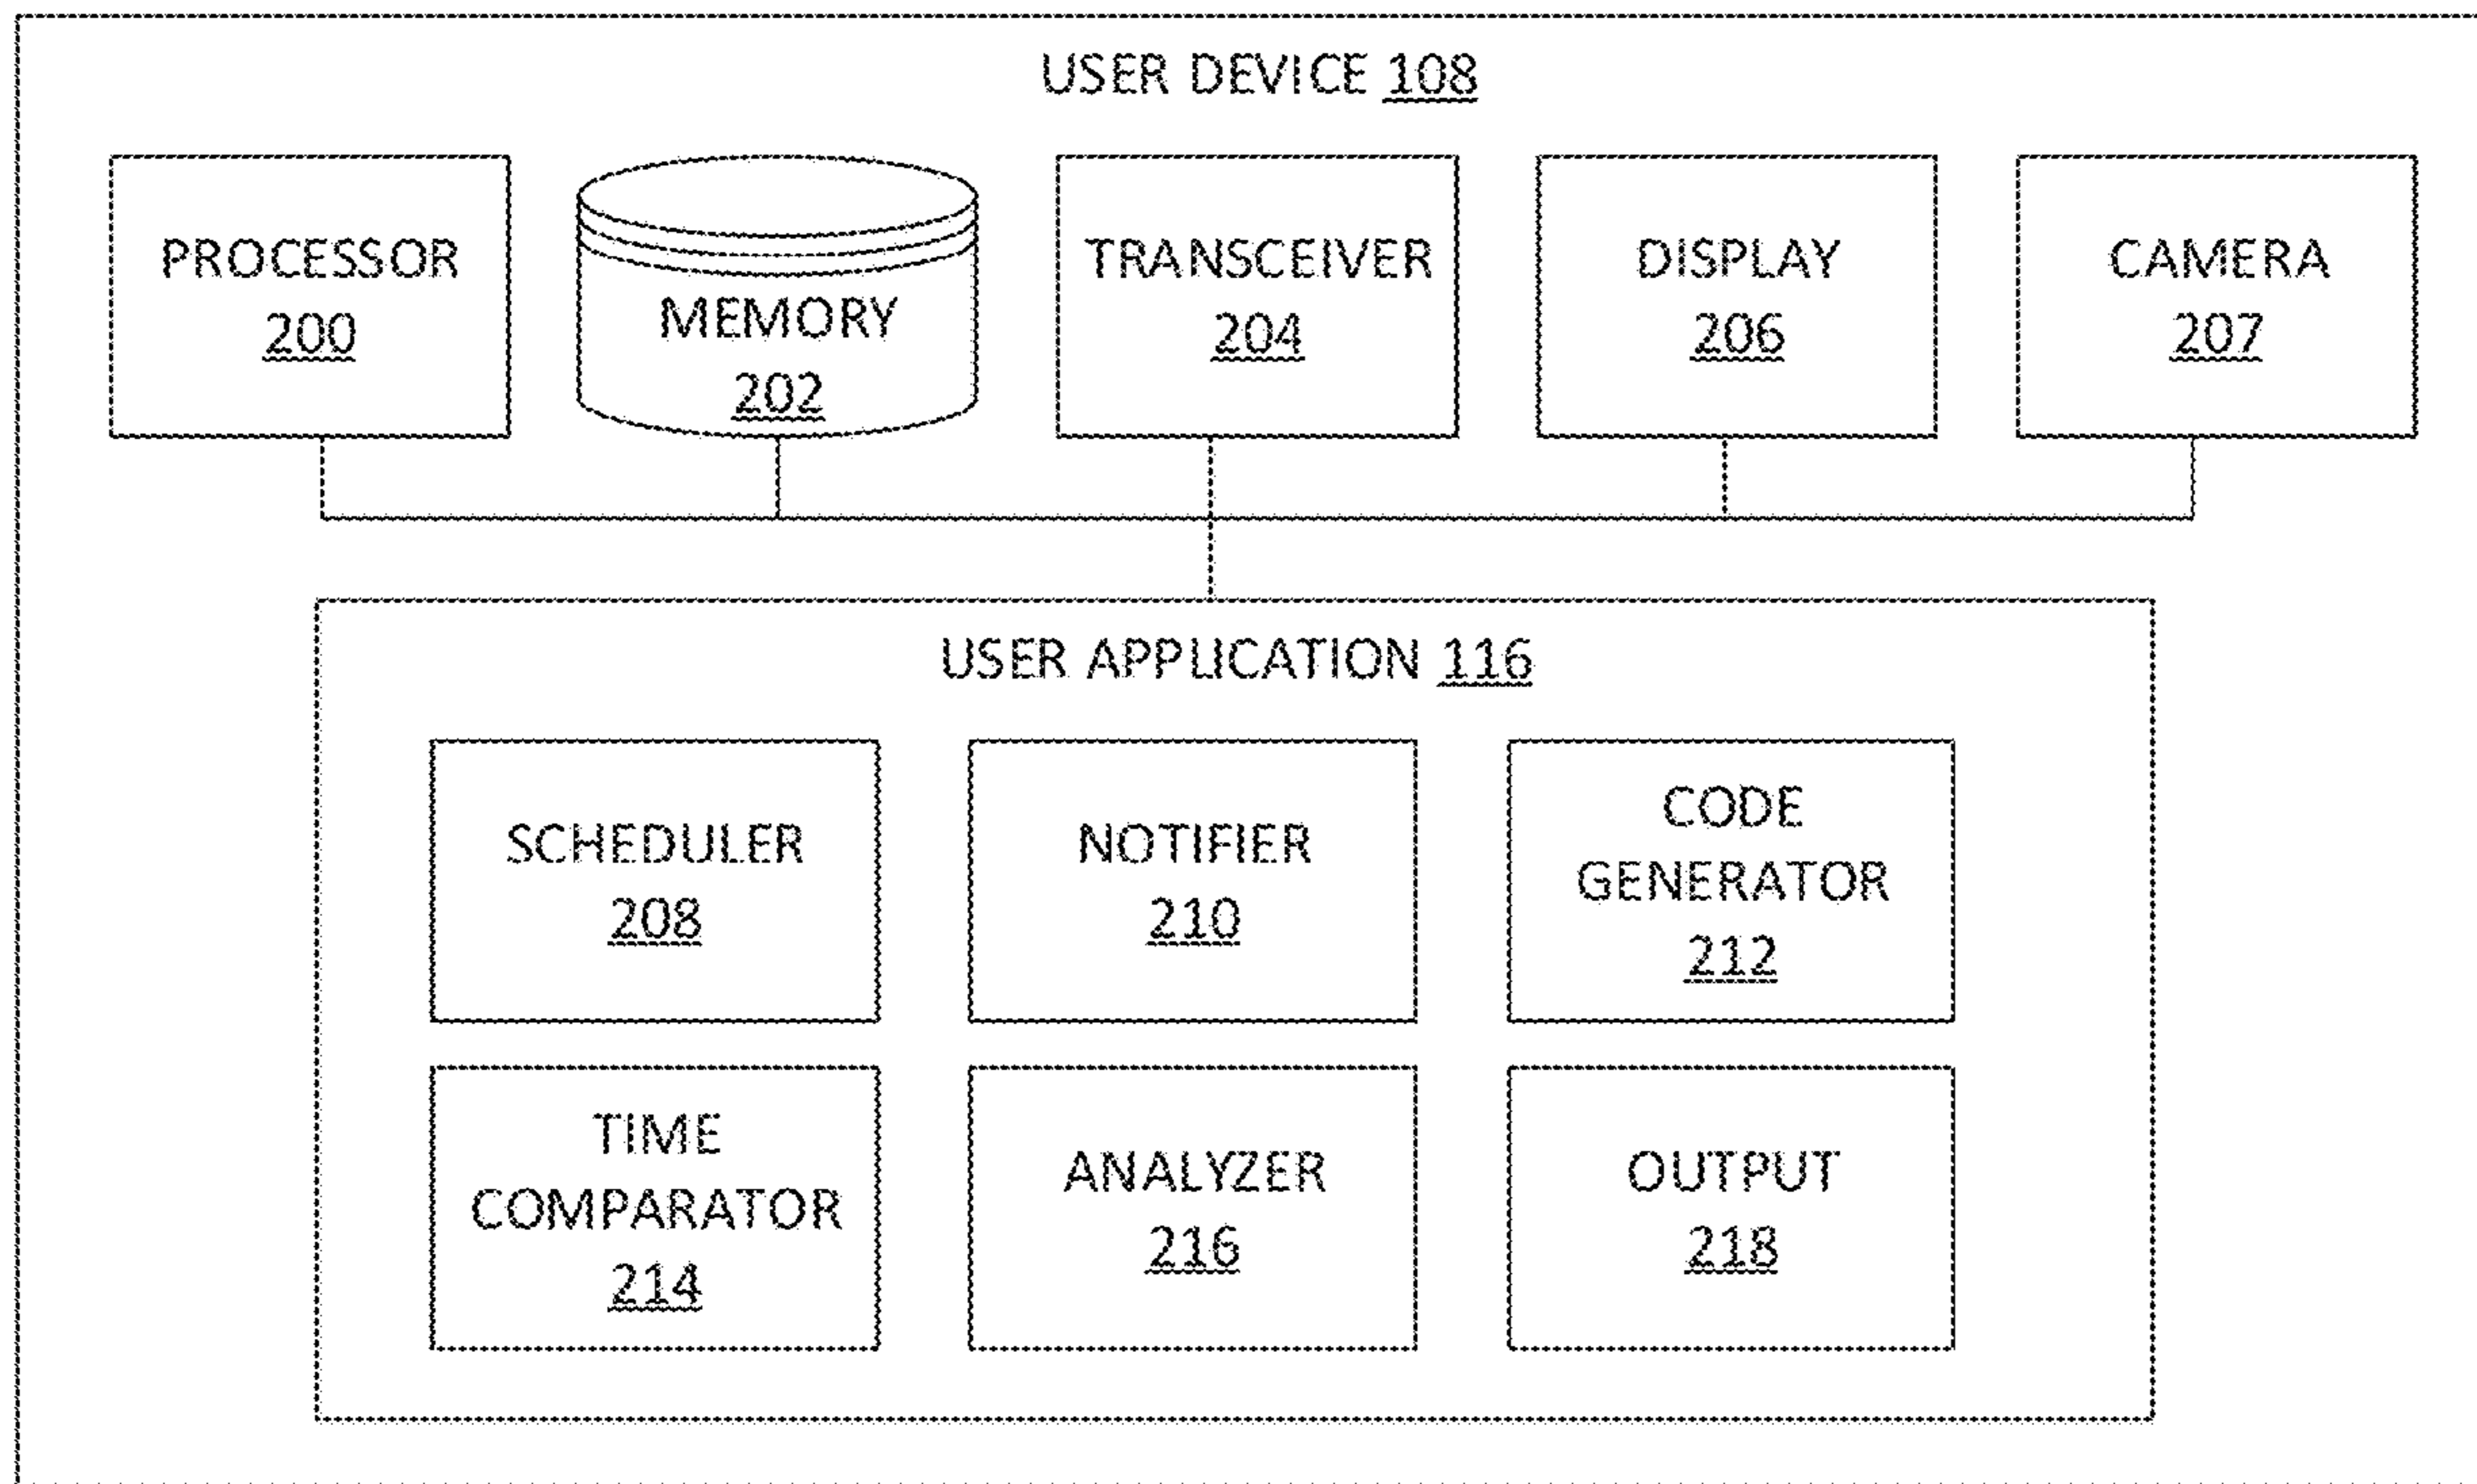 USER DEVICE 108
PROCESSOR
200
MEMORY
202
TRANSCEIVER
204
DISPLAY
206
CAMERA
207
USER APPLICATION 116
SCHEDULER
208
NOTIFIER
210
CODE
GENERATOR
212
TIME
COMPARATOR
214
ANALYZER
216
OUTPUT
218